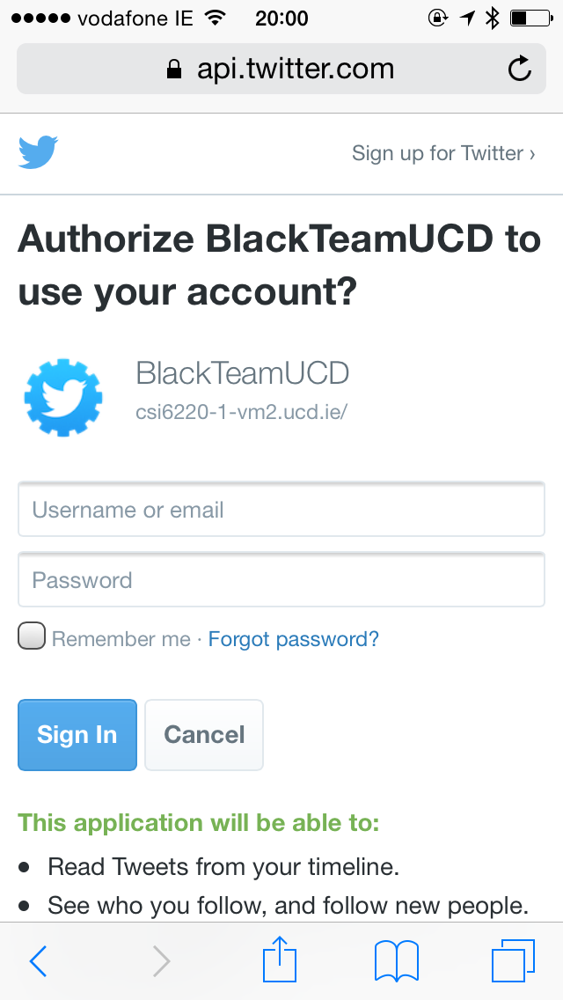 vodafone IE 20:00
api.twitter.com
Sign up for Twitter ›
Authorize BlackTeamUCD to
use your account?
BlackTeamUCD
csi6220-1-vm2.ucd.ie/
Username or email
Password
Remember me · Forgot password?
Sign In Cancel
This application will be able to:
• Read Tweets from your timeline.
• See who you follow, and follow new people.